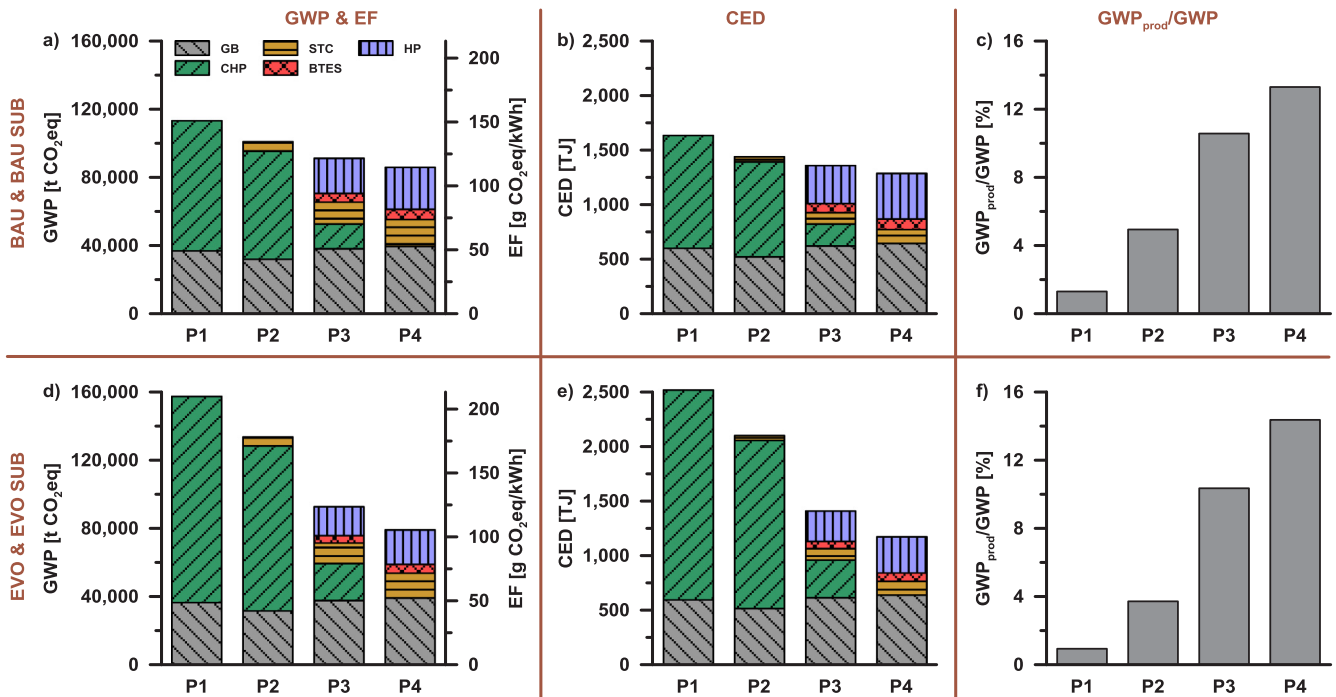 GWP & EF
CED
GWPprod/GWP
BAU & BAU SUB
EVO & EVO SUB
a)
GWP [t CO2eq]
160,000
120,000
80,000
40,000
0
GB
CHP
STC
BTES
HP
200
150
100
50
0
EF [g CO2eq/kWh]
P1 P2 P3 P4
b)
CED [TJ]
2,500
2,000
1,500
1,000
500
0
P1 P2 P3 P4
c)
GWPprod/GWP [%]
16
12
8
4
0
P1 P2 P3 P4
d)
GWP [t CO2eq]
160,000
120,000
80,000
40,000
0
200
150
100
50
0
EF [g CO2eq/kWh]
P1 P2 P3 P4
e)
CED [TJ]
2,500
2,000
1,500
1,000
500
0
P1 P2 P3 P4
f)
GWPprod/GWP [%]
16
12
8
4
0
P1 P2 P3 P4